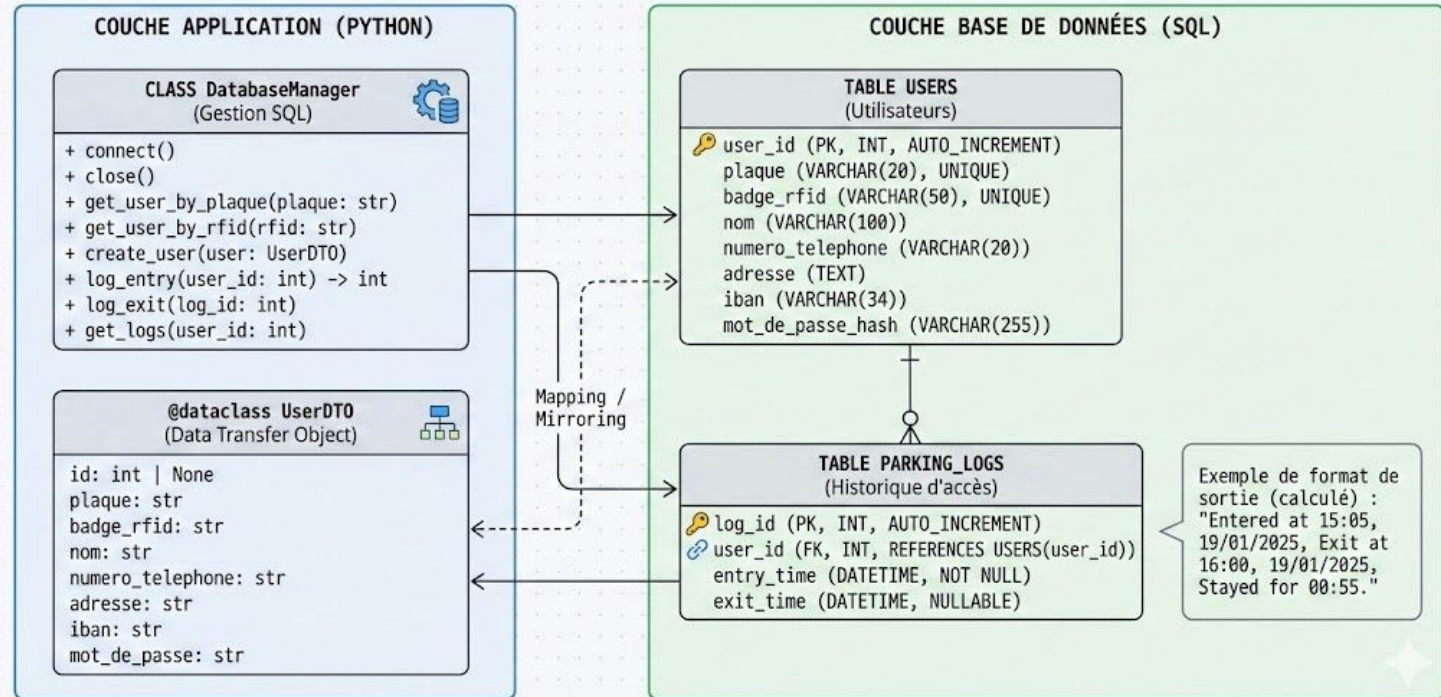 COUCHE APPLICATION (PYTHON)
CLASS DatabaseManager
(Gestion SQL)
+ connect()
+ close()
+ get_user_by_plaque(plaque: str)
+ get_user_by_rfid(rfid: str)
+ create_user(user: UserDTO)
+ log_entry(user_id: int) -> int
+ log_exit(log_id: int)
+ get_logs(user_id: int)
@dataclass UserDTO
(Data Transfer Object)
id: int | None
plaque: str
badge_rfid: str
nom: str
numero_telephone: str
adresse: str
iban: str
mot_de_passe: str
Mapping /
Mirroring
COUCHE BASE DE DONNÉES (SQL)
TABLE USERS
(Utilisateurs)
user_id (PK, INT, AUTO_INCREMENT)
plaque (VARCHAR(20), UNIQUE)
badge_rfid (VARCHAR(50), UNIQUE)
nom (VARCHAR(100))
numero_telephone (VARCHAR(20))
adresse (TEXT)
iban (VARCHAR(34))
mot_de_passe_hash (VARCHAR(255))
TABLE PARKING_LOGS
(Historique d'accès)
log_id (PK, INT, AUTO_INCREMENT)
user_id (FK, INT, REFERENCES USERS(user_id))
entry_time (DATETIME, NOT NULL)
exit_time (DATETIME, NULLABLE)
Exemple de format de
sortie (calculé) :
"Entered at 15:05,
19/01/2025, Exit at
16:00, 19/01/2025,
Stayed for 00:55."